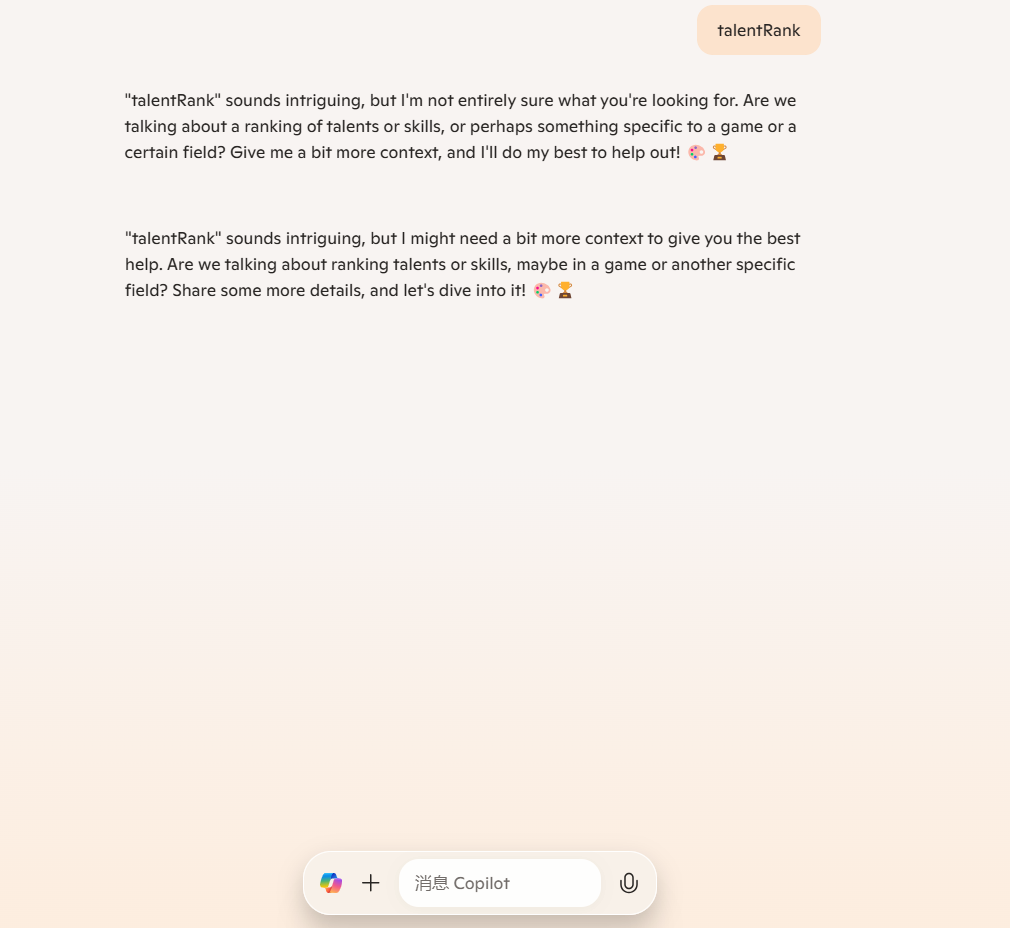 talentRank
"talentRank" sounds intriguing, but I'm not entirely sure what you're looking for. Are we
talking about a ranking of talents or skills, or perhaps something specific to a game or a
certain field? Give me a bit more context, and I'll do my best to help out! 🎨 🏆
"talentRank" sounds intriguing, but I might need a bit more context to give you the best
help. Are we talking about ranking talents or skills, maybe in a game or another specific
field? Share some more details, and let's dive into it! 🎨 🏆
消息 Copilot